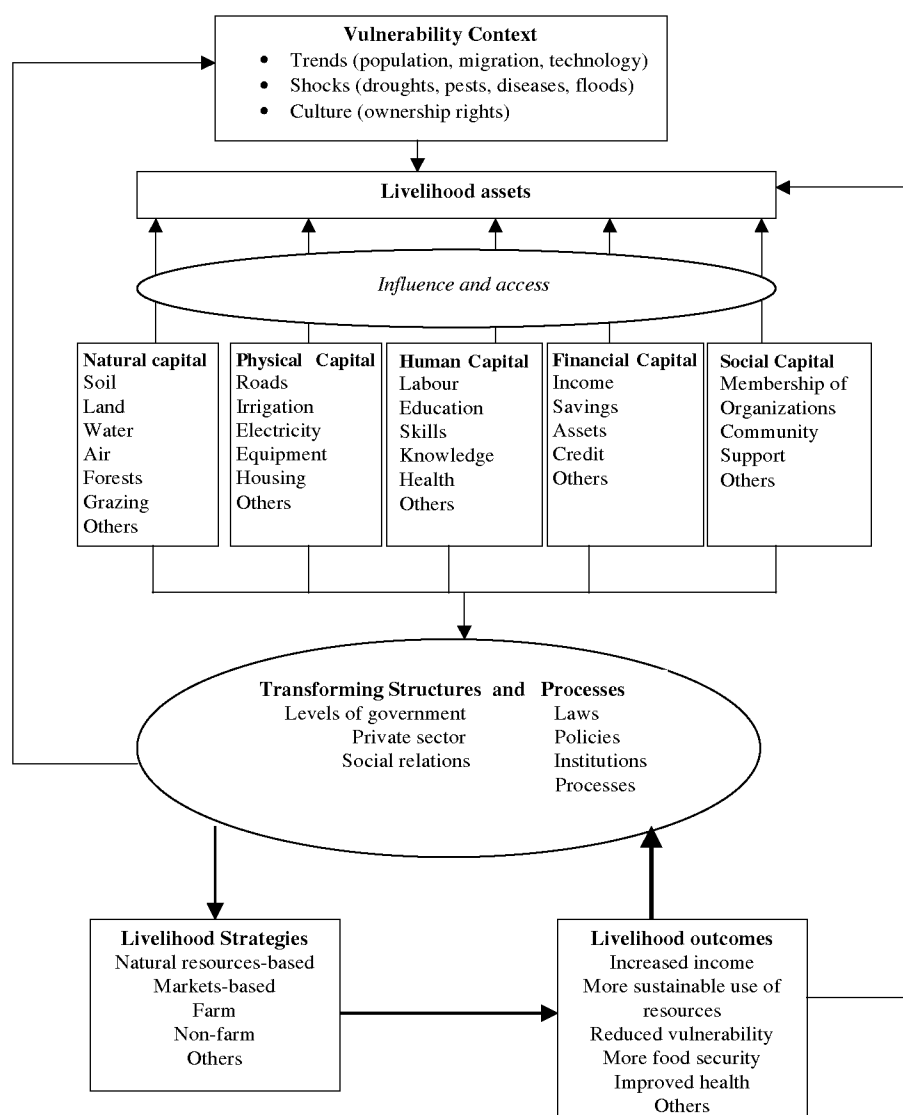 Vulnerability Context
• Trends (population, migration, technology)
• Shocks (droughts, pests, diseases, floods)
• Culture (ownership rights)
Livelihood assets
Influence and access
Natural capital
Soil
Land
Water
Air
Forests
Grazing
Others
Physical Capital
Roads
Irrigation
Electricity
Equipment
Housing
Others
Human Capital
Labour
Education
Skills
Knowledge
Health
Others
Financial Capital
Income
Savings
Assets
Credit
Others
Social Capital
Membership of
Organizations
Community
Support
Others
Transforming Structures and Processes
Levels of government Laws
Private sector Policies
Social relations Institutions
Processes
Livelihood Strategies
Natural resources-based
Markets-based
Farm
Non-farm
Others
Livelihood outcomes
Increased income
More sustainable use of
resources
Reduced vulnerability
More food security
Improved health
Others